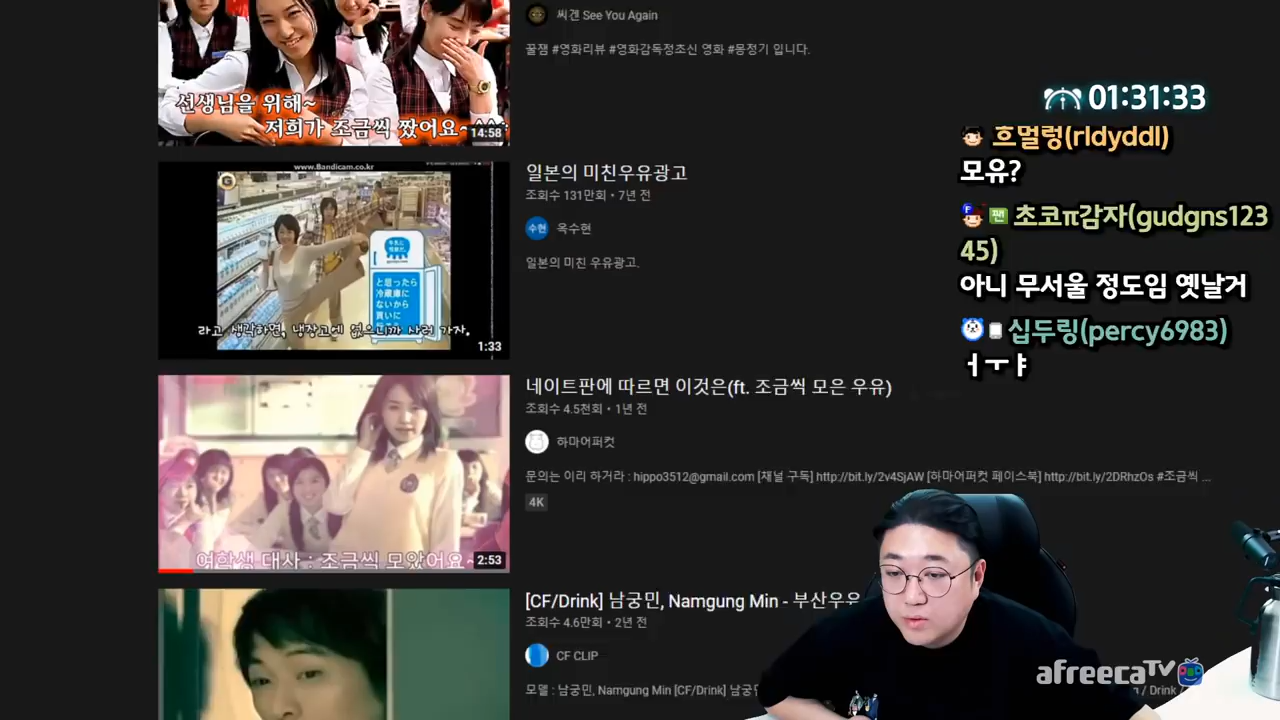 씨겐 See You Again
꿀잼 #영화리뷰 #영화감독정초신 영화 #몽정기 입니다.
선생님을 위해~
저희가 조금씩 짰어요~
14:58
01:31:33
흐멀렁(rldyddl)
모유?
팬 초코π감자(gudgns123
45)
아니 무서울 정도임 옛날거
십두링(percy6983)
ㅓㅜㅑ
www.Bandicam.co.kr
と思ったら
冷蔵庫に
ないから
買いに
라고 생각하면, 냉장고에 없으니까 사러 가자.
1:33
일본의 미친우유광고
조회수 131만회 • 7년 전
수현 옥수현
일본의 미친 우유광고.
여학생 대사 : 조금씩 모았어요~
2:53
네이트판에 따르면 이것은(ft. 조금씩 모은 우유)
조회수 4.5천회 • 1년 전
하마어퍼컷
문의는 이리 하거라 : hippo3512@gmail.com [채널 구독] http://bit.ly/2v4SjAW [하마어퍼컷 페이스북] http://bit.ly/2DRhzOs #조금씩 ...
4K
[CF/Drink] 남궁민, Namgung Min - 부산우유
조회수 4.6만회 • 2년 전
CF CLIP
모델 : 남궁민, Namgung Min [CF/Drink] 남궁민
/ Drink /
afreecaTV